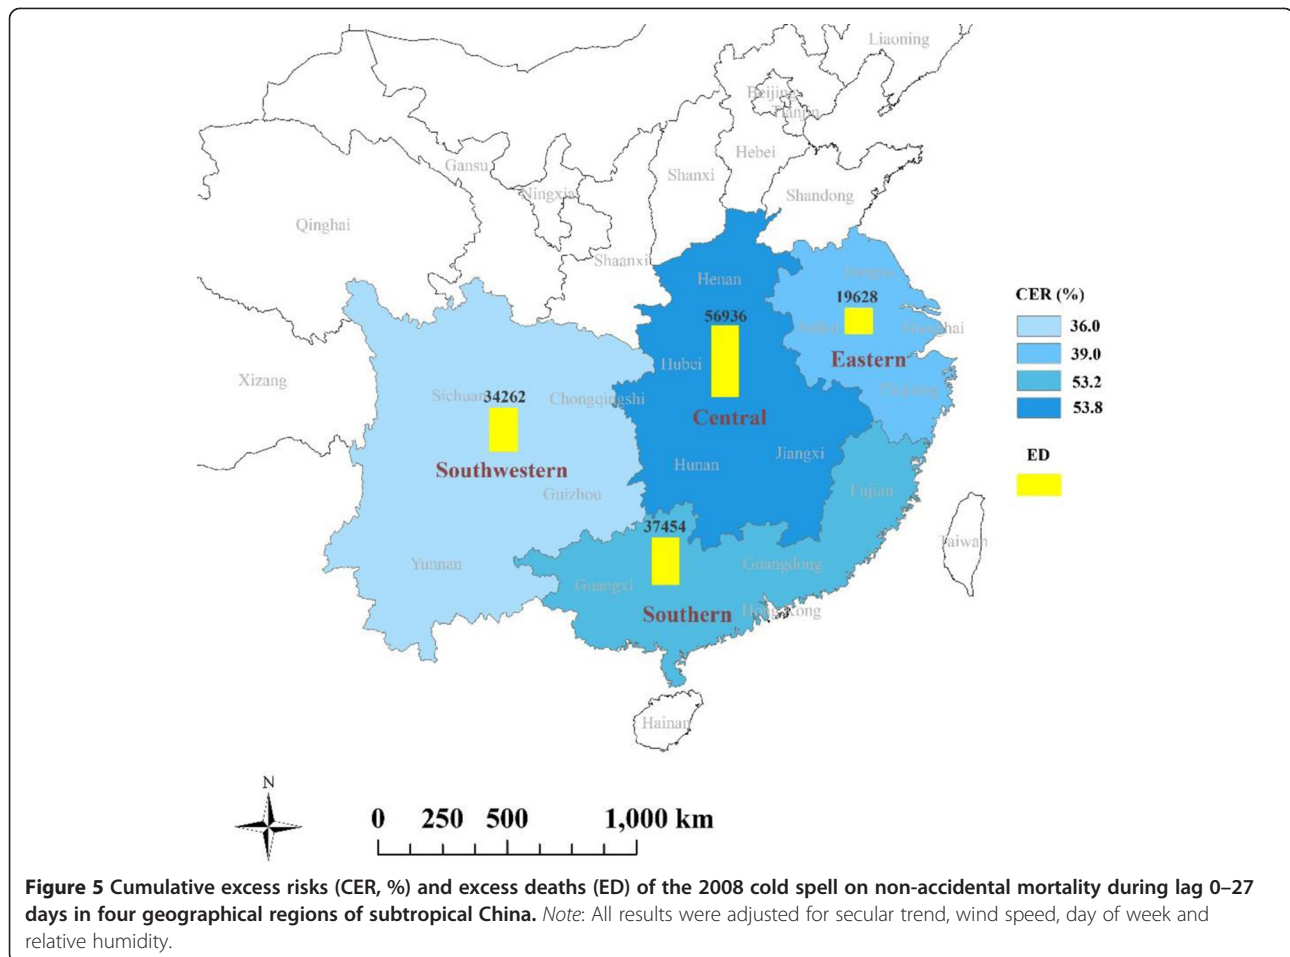 Liaoning
Beijing
Tianjin
Hebei
Shanxi
Gansu
Ningxia
Shandong
Qinghai
Shaanxi
Henan
19628
56936
Hubei
Eastern
Xizang
Sichuan
34262
Chongqingshi
Central
Southwestern
Hunan
Jiangxi
Guizhou
Fujian
37454
Yunnan
Guangxi
Guangdong
Taiwan
Southern
Hong Kong
Hainan
CER (%)
36.0
39.0
53.2
53.8
ED
N
0 250 500 1,000 km
Figure 5 Cumulative excess risks (CER, %) and excess deaths (ED) of the 2008 cold spell on non-accidental mortality during lag 0–27
days in four geographical regions of subtropical China. Note: All results were adjusted for secular trend, wind speed, day of week and
relative humidity.